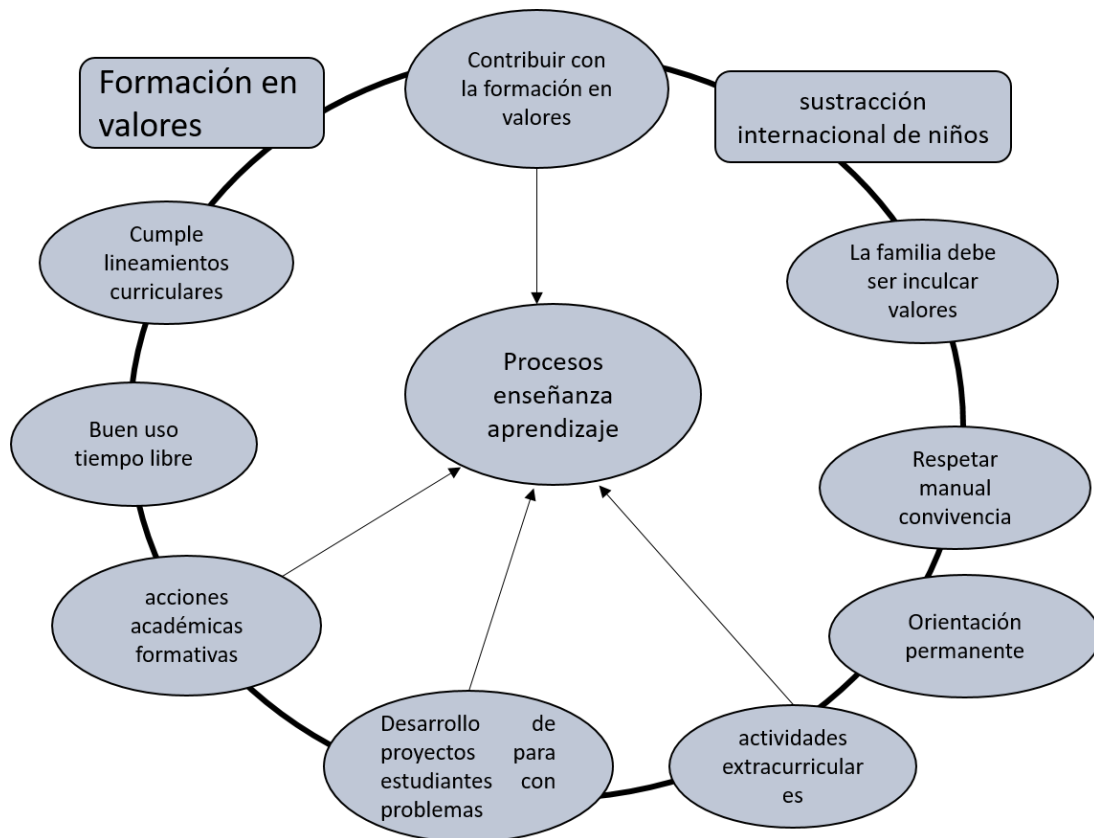 Contribuir con
la formación en
valores
Formación en
valores
sustracción
internacional de niños
Cumple
lineamientos
curriculares
La familia debe
ser inculcar
valores
Procesos
enseñanza
aprendizaje
Buen uso
tiempo libre
Respetar
manual
convivencia
acciones
académicas
formativas
Orientación
permanente
Desarrollo de
proyectos para
estudiantes con
problemas
actividades
extracurricular
es